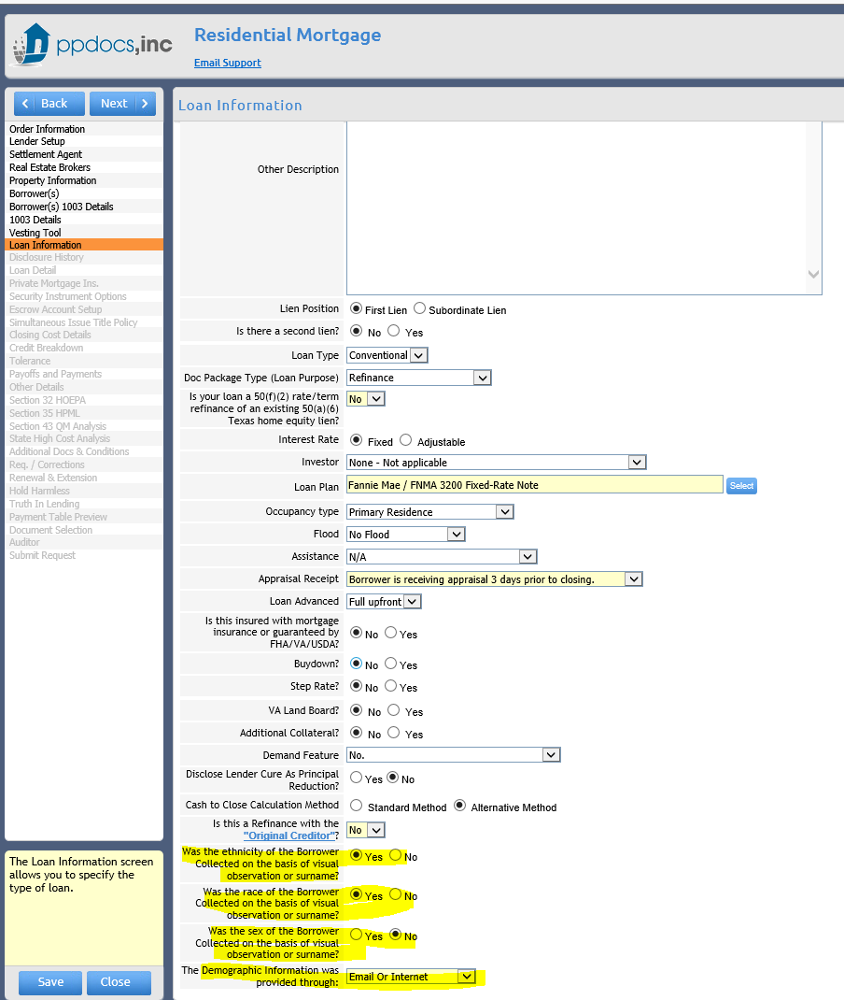 ppdocs,inc
Residential Mortgage
Email Support
Back Next
Order Information
Lender Setup
Settlement Agent
Real Estate Brokers
Property Information
Borrower(s)
Borrower(s) 1003 Details
1003 Details
Vesting Tool
Loan Information
Disclosure History
Loan Detail
Private Mortgage Ins.
Security Instrument Options
Escrow Account Setup
Simultaneous Issue Title Policy
Closing Cost Details
Credit Breakdown
Tolerance
Payoffs and Payments
Other Details
Section 32 HOEPA
Section 35 HPML
Section 43 QM Analysis
State High Cost Analysis
Additional Docs & Conditions
Req. / Corrections
Renewal & Extension
Hold Harmless
Truth In Lending
Payment Table Preview
Document Selection
Auditor
Submit Request
The Loan Information screen
allows you to specify the
type of loan.
Save Close
Loan Information
Other Description
Lien Position First Lien Subordinate Lien
Is there a second lien? No Yes
Loan Type Conventional
Doc Package Type (Loan Purpose) Refinance
Is your loan a 50(f)(2) rate/term No
refinance of an existing 50(a)(6)
Texas home equity lien?
Interest Rate Fixed Adjustable
Investor None - Not applicable
Loan Plan Fannie Mae / FNMA 3200 Fixed-Rate Note Select
Occupancy type Primary Residence
Flood No Flood
Assistance N/A
Appraisal Receipt Borrower is receiving appraisal 3 days prior to closing.
Loan Advanced Full upfront
Is this insured with mortgage
insurance or guaranteed by No Yes
FHA/VA/USDA?
Buydown? No Yes
Step Rate? No Yes
VA Land Board? No Yes
Additional Collateral? No Yes
Demand Feature No.
Disclose Lender Cure As Principal Yes No
Reduction?
Cash to Close Calculation Method Standard Method Alternative Method
Is this a Refinance with the No
"Original Creditor"?
Was the ethnicity of the Borrower Yes No
Collected on the basis of visual
observation or surname?
Was the race of the Borrower Yes No
Collected on the basis of visual
observation or surname?
Was the sex of the Borrower Yes No
Collected on the basis of visual
observation or surname?
The Demographic Information was Email Or Internet
provided through: